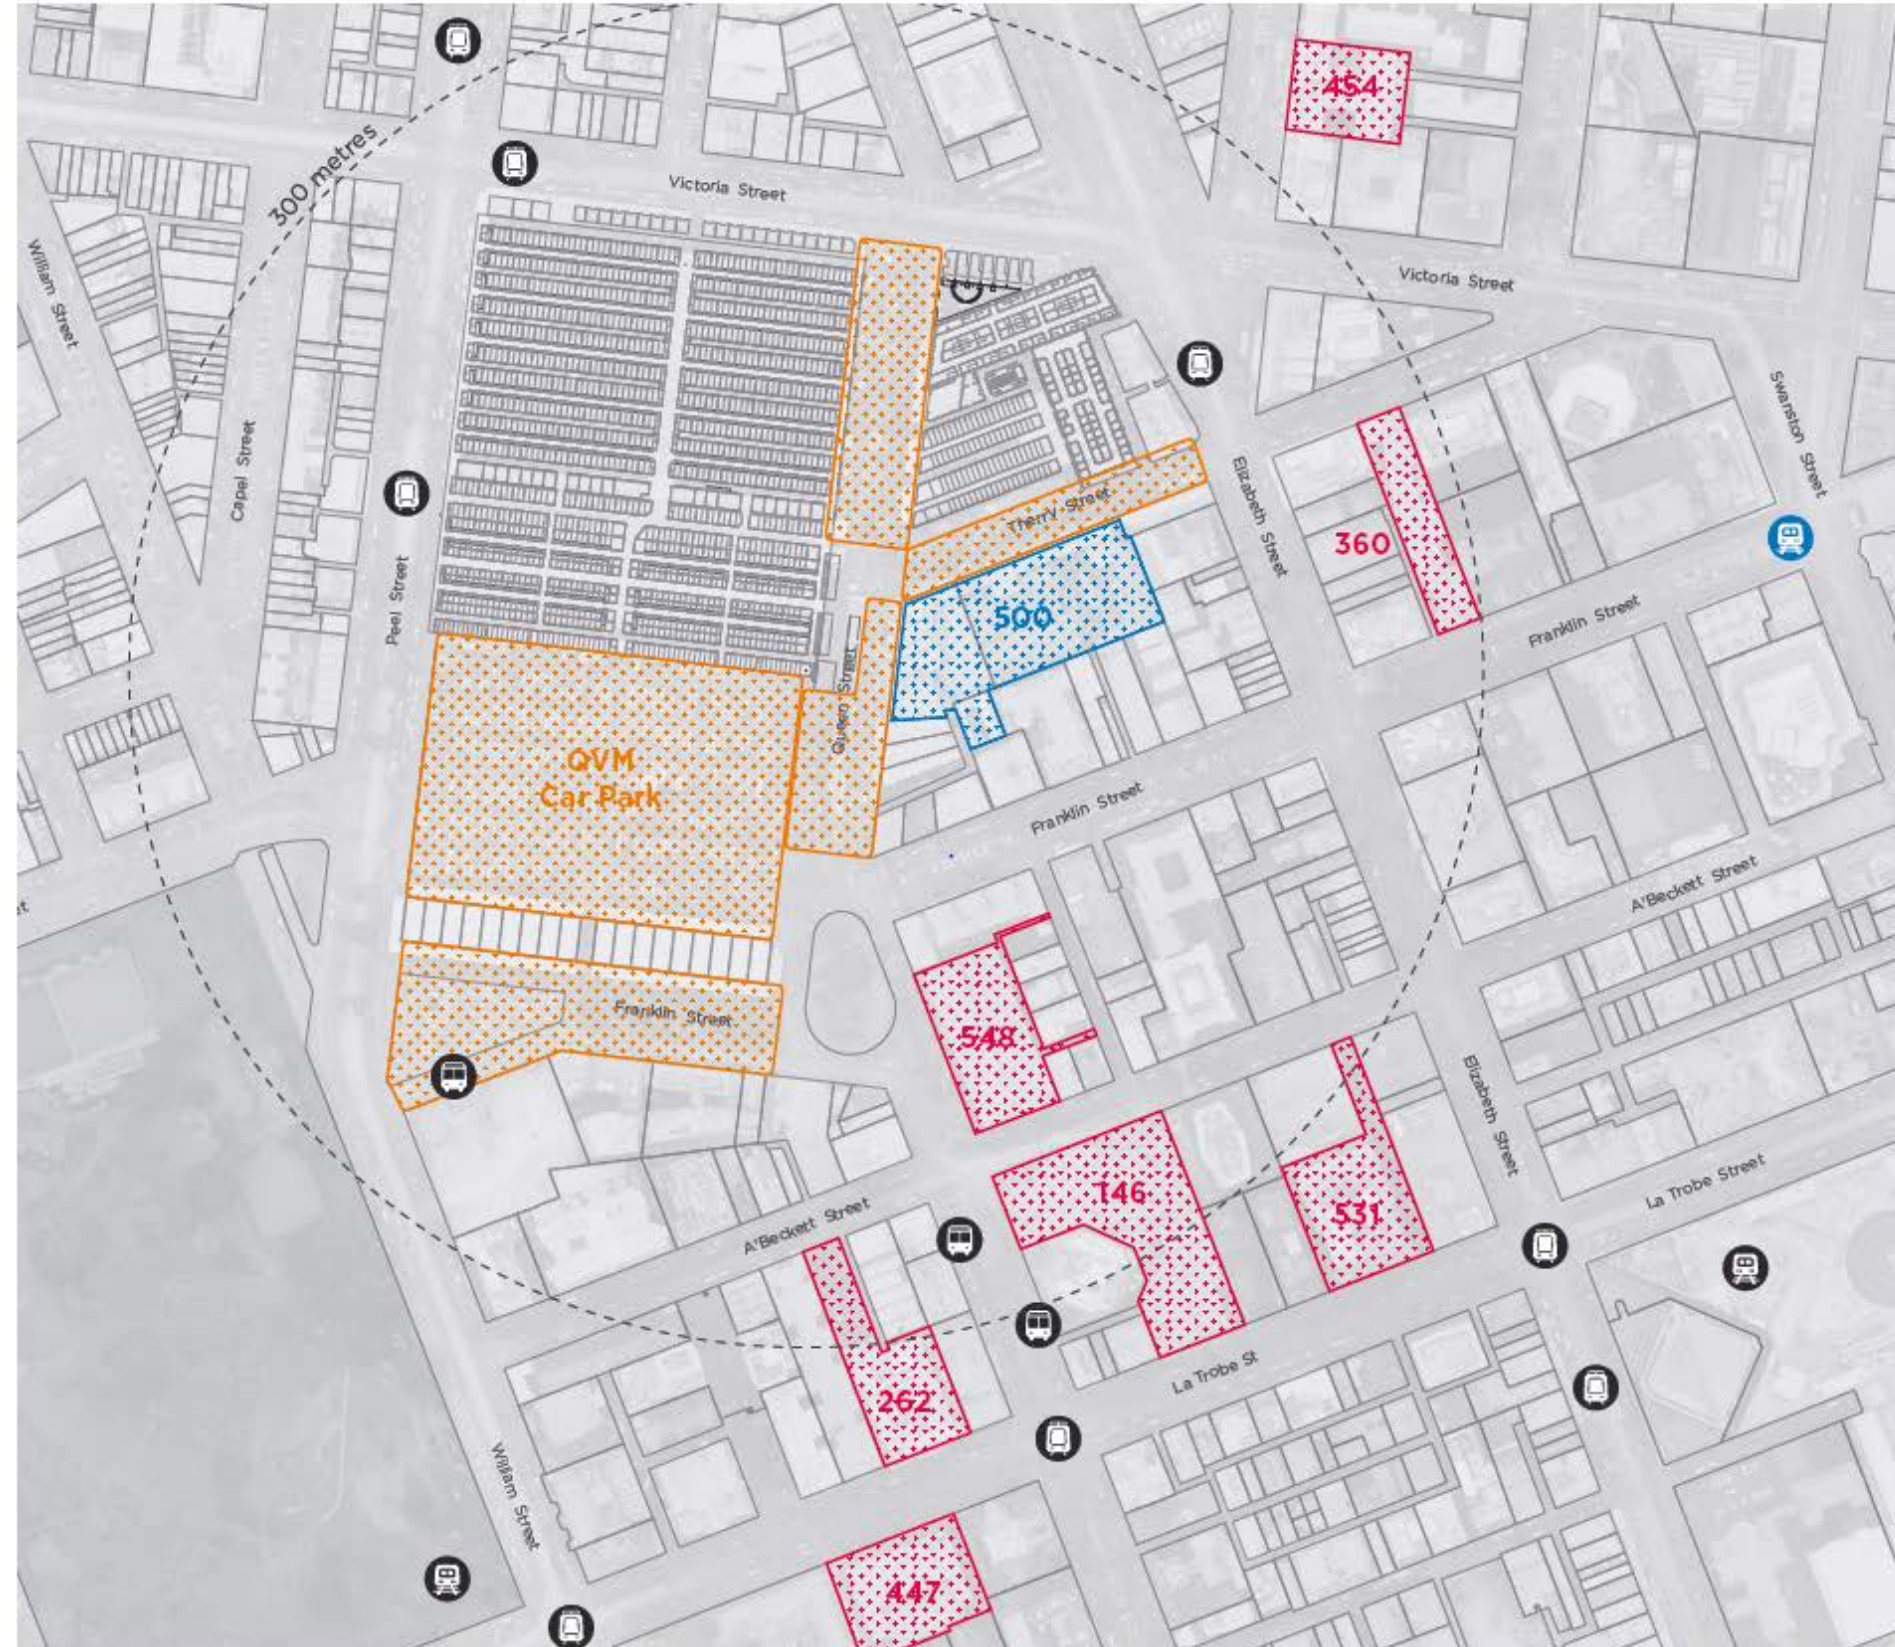 454
300 metres
Victoria Street
William Street
Victoria Street
Swanston Street
Capel Street
Elizabeth Street
Therry Street
360
Peel Street
500
Franklin Street
Queen Street
QVM
Car Park
Franklin Street
A'Beckett Street
et
Franklin Street
548
Elizabeth Street
146
La Trobe Street
531
A'Beckett Street
La Trobe St
262
William Street
447